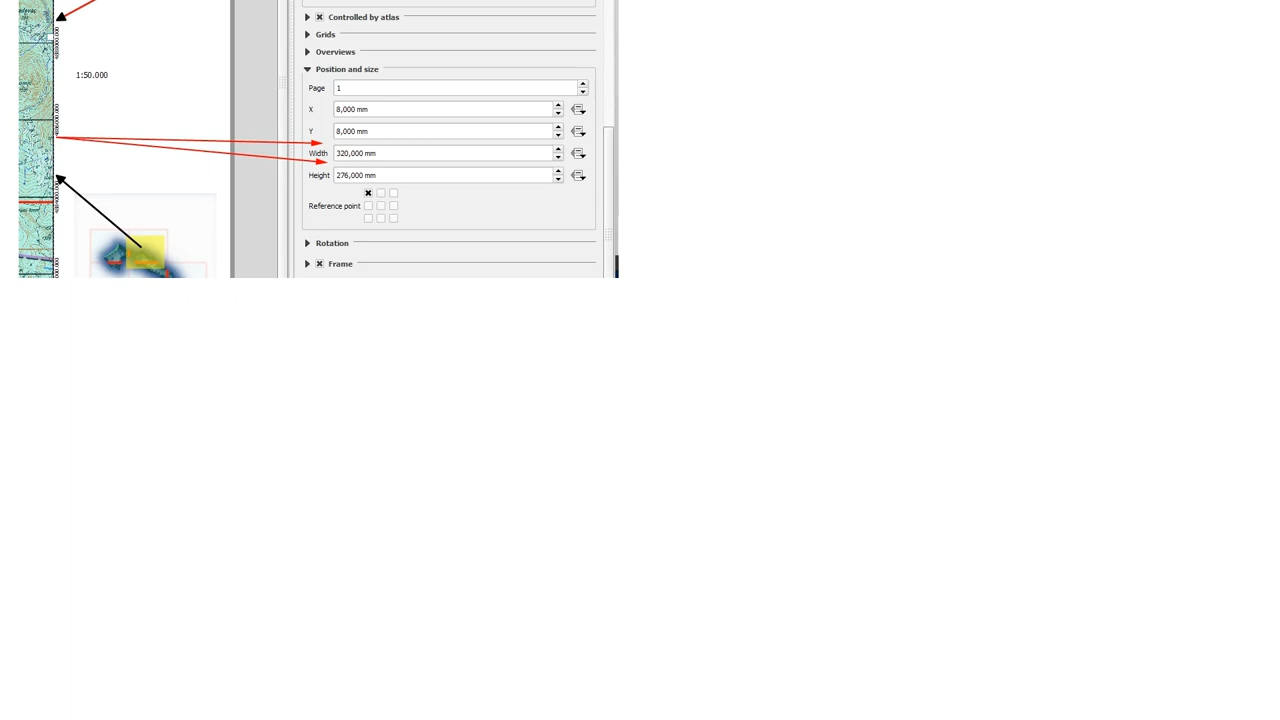 Controlled by atlas
Grids
Overviews
Position and size
1:50.000
Page 1
X 8,000 mm
Y 8,000 mm
Width 320,000 mm
Height 276,000 mm
Reference point
Rotation
Frame